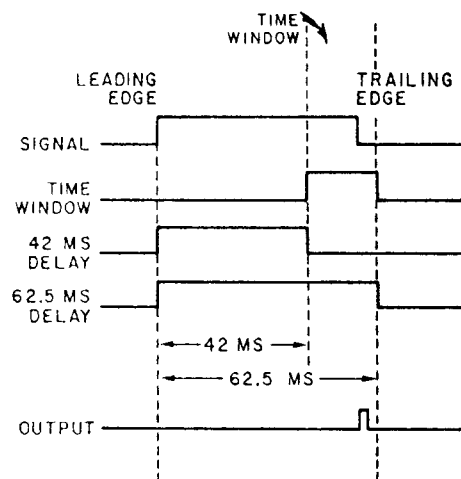 TIME
WINDOW
LEADING
EDGE
TRAILING
EDGE
SIGNAL
TIME
WINDOW
42 MS
DELAY
62.5 MS
DELAY
42 MS
62.5 MS
OUTPUT